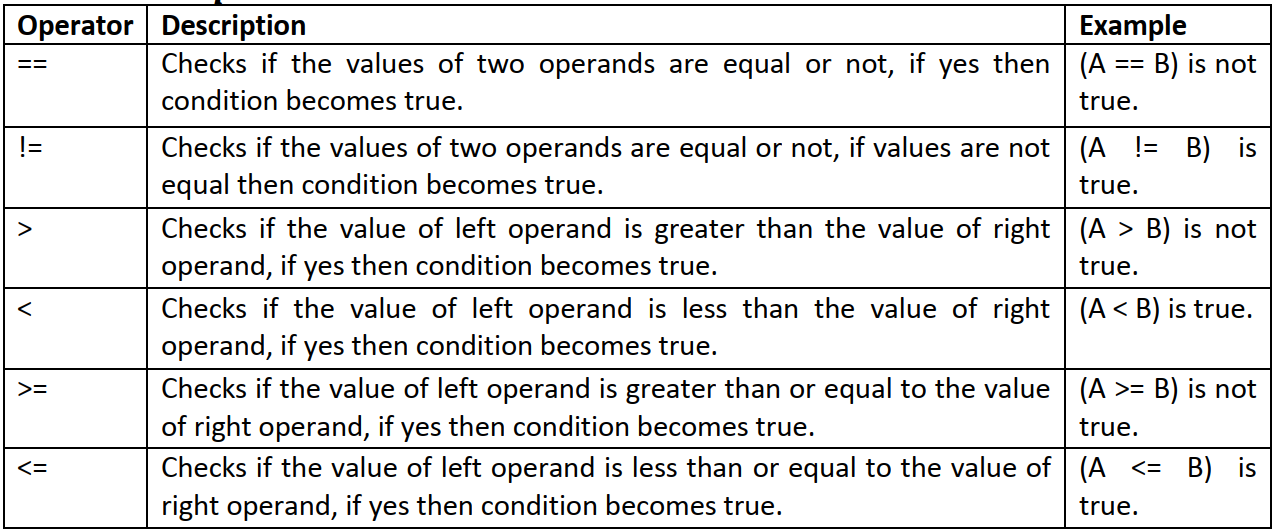 Operator Description Example
== Checks if the values of two operands are equal or not, if yes then (A == B) is not
condition becomes true. true.
!= Checks if the values of two operands are equal or not, if values are not (A != B) is
equal then condition becomes true. true.
> Checks if the value of left operand is greater than the value of right (A > B) is not
operand, if yes then condition becomes true. true.
< Checks if the value of left operand is less than the value of right (A < B) is true.
operand, if yes then condition becomes true.
>= Checks if the value of left operand is greater than or equal to the value (A >= B) is not
of right operand, if yes then condition becomes true. true.
<= Checks if the value of left operand is less than or equal to the value of (A <= B) is
right operand, if yes then condition becomes true. true.